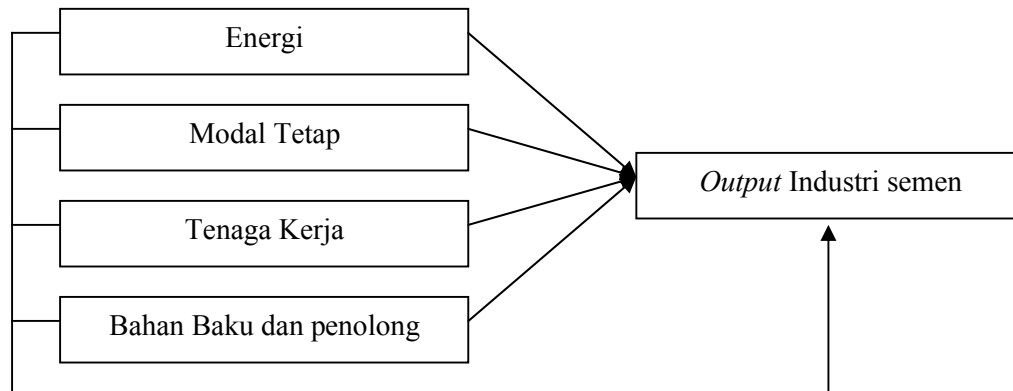 Energi
Modal Tetap
Tenaga Kerja
Bahan Baku dan penolong
Output Industri semen